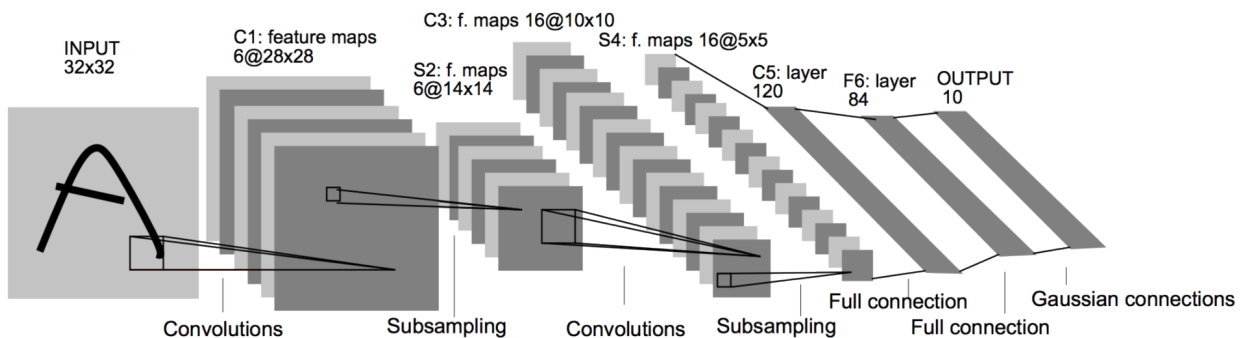 INPUT
32x32
C1: feature maps
6@28x28
S2: f. maps
6@14x14
C3: f. maps 16@10x10
S4: f. maps 16@5x5
C5: layer
120
F6: layer
84
OUTPUT
10
Convolutions
Subsampling
Convolutions
Subsampling
Full connection
Full connection
Gaussian connections